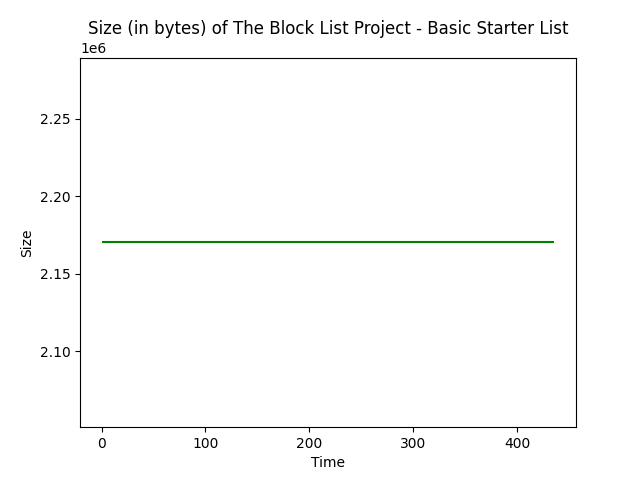 Size (in bytes) of The Block List Project - Basic Starter List
1e6
2.25
2.20
2.15
2.10
Size
0 100 200 300 400
Time